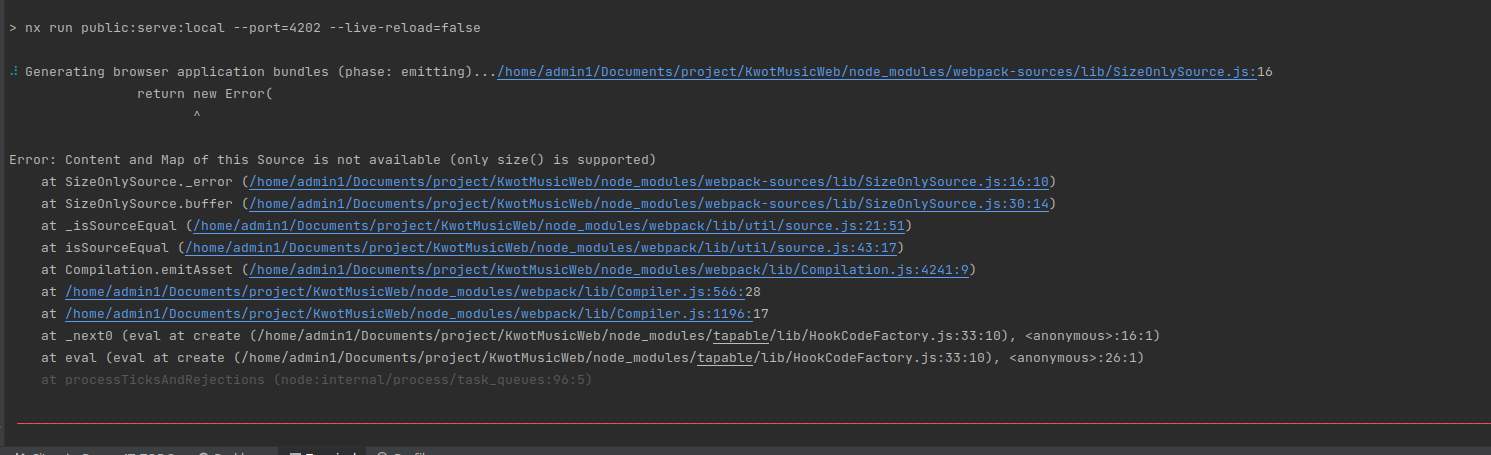 > nx run public:serve:local --port=4202 --live-reload=false
Generating browser application bundles (phase: emitting).../home/admin1/Documents/project/KwotMusicWeb/node_modules/webpack-sources/lib/SizeOnlySource.js:16
return new Error(
^
Error: Content and Map of this Source is not available (only size() is supported)
at SizeOnlySource._error (/home/admin1/Documents/project/KwotMusicWeb/node_modules/webpack-sources/lib/SizeOnlySource.js:16:10)
at SizeOnlySource.buffer (/home/admin1/Documents/project/KwotMusicWeb/node_modules/webpack-sources/lib/SizeOnlySource.js:30:14)
at _isSourceEqual (/home/admin1/Documents/project/KwotMusicWeb/node_modules/webpack/lib/util/source.js:21:51)
at isSourceEqual (/home/admin1/Documents/project/KwotMusicWeb/node_modules/webpack/lib/util/source.js:43:17)
at Compilation.emitAsset (/home/admin1/Documents/project/KwotMusicWeb/node_modules/webpack/lib/Compilation.js:4241:9)
at /home/admin1/Documents/project/KwotMusicWeb/node_modules/webpack/lib/Compiler.js:566:28
at /home/admin1/Documents/project/KwotMusicWeb/node_modules/webpack/lib/Compiler.js:1196:17
at _next0 (eval at create (/home/admin1/Documents/project/KwotMusicWeb/node_modules/tapable/lib/HookCodeFactory.js:33:10), <anonymous>:16:1)
at eval (eval at create (/home/admin1/Documents/project/KwotMusicWeb/node_modules/tapable/lib/HookCodeFactory.js:33:10), <anonymous>:26:1)
at processTicksAndRejections (node:internal/process/task_queues:96:5)